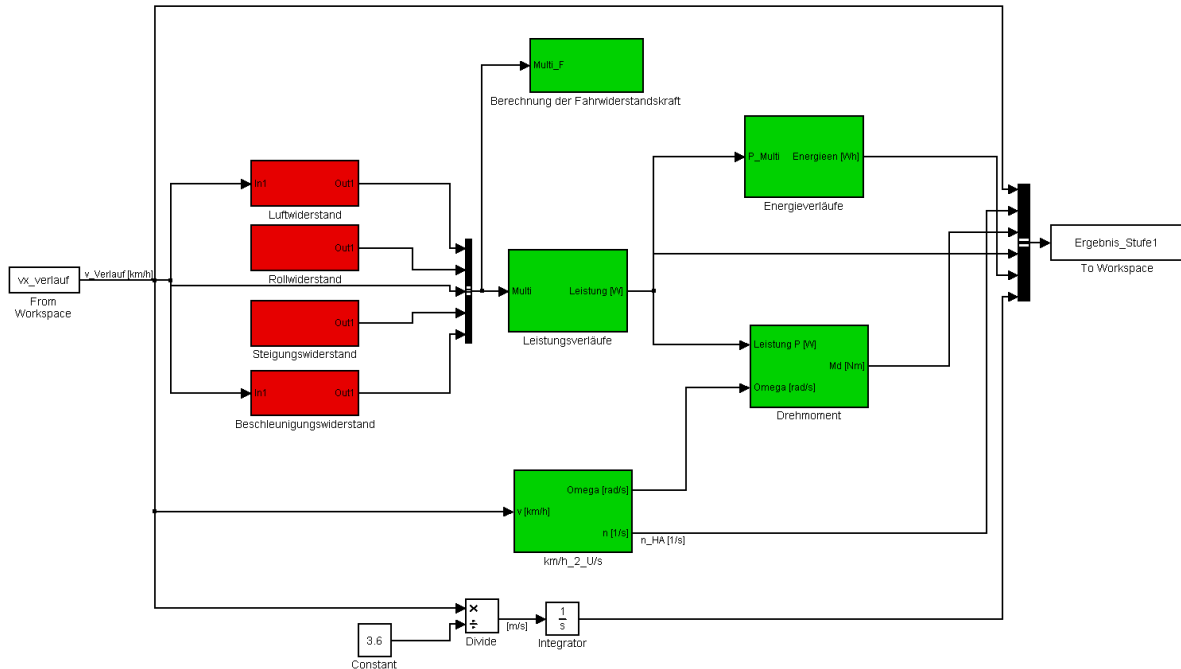 Multi_F
Berechnung der Fahrwiderstandskraft
P_Multi
Energieen [Wh]
Energieverläufe
In1
Out1
Luftwiderstand
Out1
Rollwiderstand
Ergebnis_Stufe1
To Workspace
vx_verlauf
From
Workspace
v_Verlauf [km/h]
Multi
Leistung [W]
Leistungsverläufe
Out1
Steigungswiderstand
Leistung P [W]
Md [Nm]
Omega [rad/s]
Drehmoment
In1
Out1
Beschleunigungswiderstand
Omega [rad/s]
v [km/h]
n [1/s]
n_HA [1/s]
km/h_2_U/s
×
÷
Divide
[m/s]
1
s
Integrator
3.6
Constant